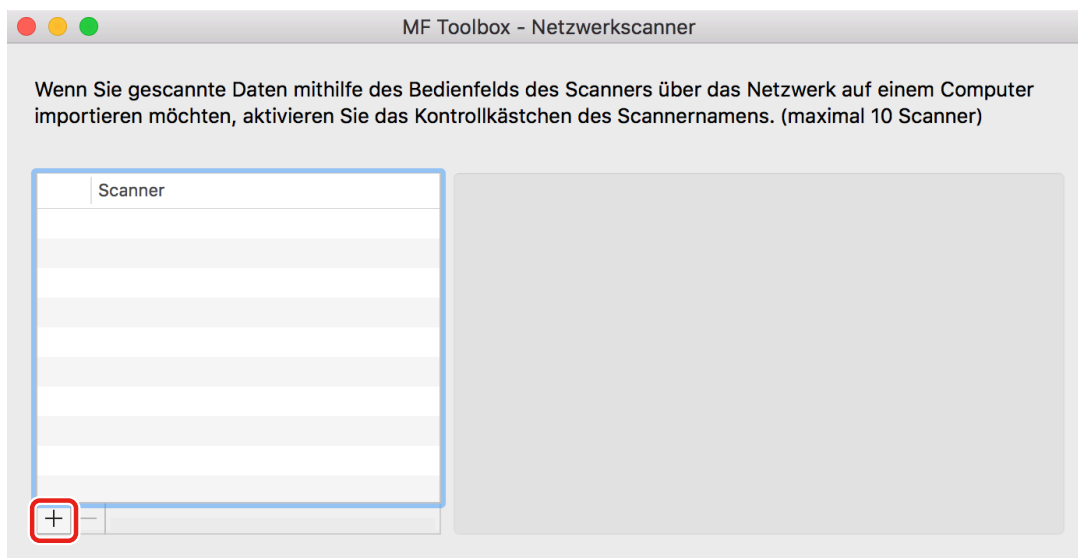 MF Toolbox - Netzwerkscanner
Wenn Sie gescannte Daten mithilfe des Bedienfelds des Scanners über das Netzwerk auf einem Computer
importieren möchten, aktivieren Sie das Kontrollkästchen des Scannernamens. (maximal 10 Scanner)
Scanner